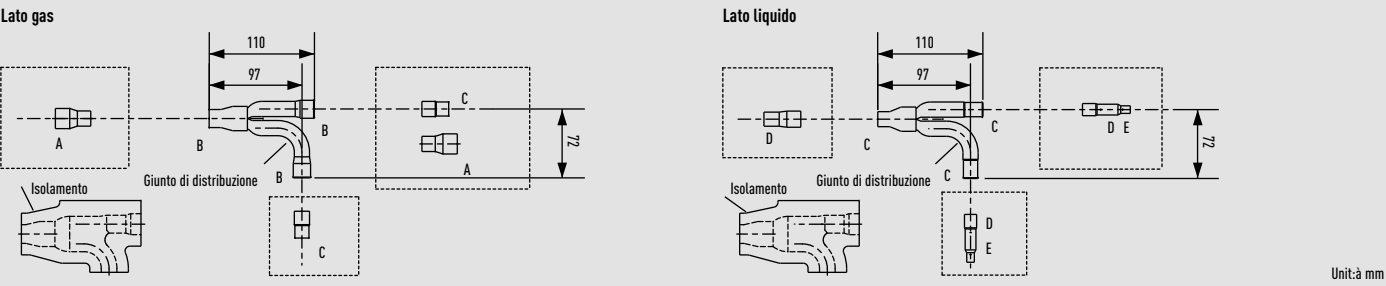 Lato gas
110
97
A
B
B
C
A
72
Giunto di distribuzione
B
C
Isolamento
Lato liquido
110
97
D
C
C
D E
72
Giunto di distribuzione
C
D
E
Isolamento
Unit:à mm